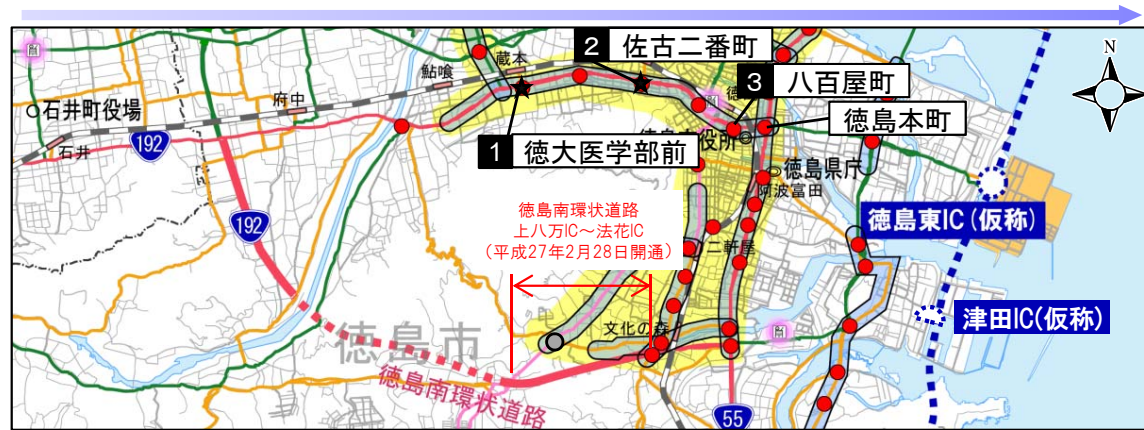 N
2 佐古二番町
蔵本
鮎喰
3 八百屋町
徳
府中
石井町役場
192
石井
1 徳大医学部前
役所
徳島本町
徳島県庁
阿波富田
徳島東IC(仮称)
192
徳島南環状道路
上八万IC～法花IC
(平成27年2月28日開通)
二軒屋
津田IC(仮称)
文化の森
徳島市
徳島南環状道路
55